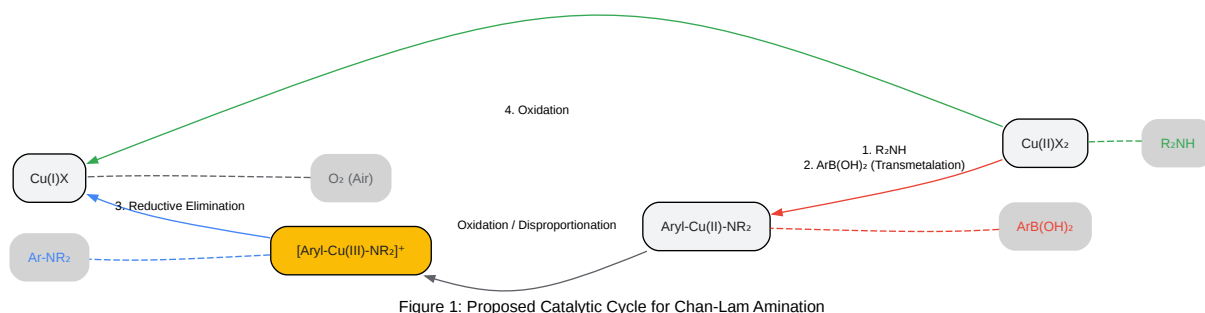 4. Oxidation
1. R₂NH
2. ArB(OH)₂ (Transmetalation)
Cu(II)X₂
R₂NH
Cu(I)X
O₂ (Air)
3. Reductive Elimination
Oxidation / Disproportionation
Aryl-Cu(II)-NR₂
ArB(OH)₂
Ar-NR₂
[Aryl-Cu(III)-NR₂]⁺
Figure 1: Proposed Catalytic Cycle for Chan-Lam Amination